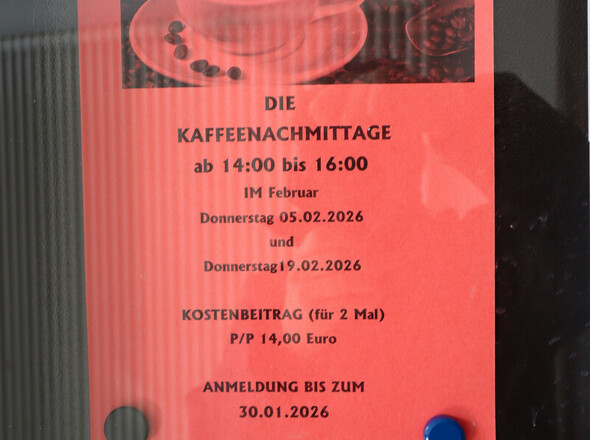 DIE
KAFFEENACHMITTAGE
ab 14:00 bis 16:00
IM Februar
Donnerstag 05.02.2026
und
Donnerstag19.02.2026
KOSTENBEITRAG (für 2 Mal)
P/P 14,00 Euro
ANMELDUNG BIS ZUM
30.01.2026